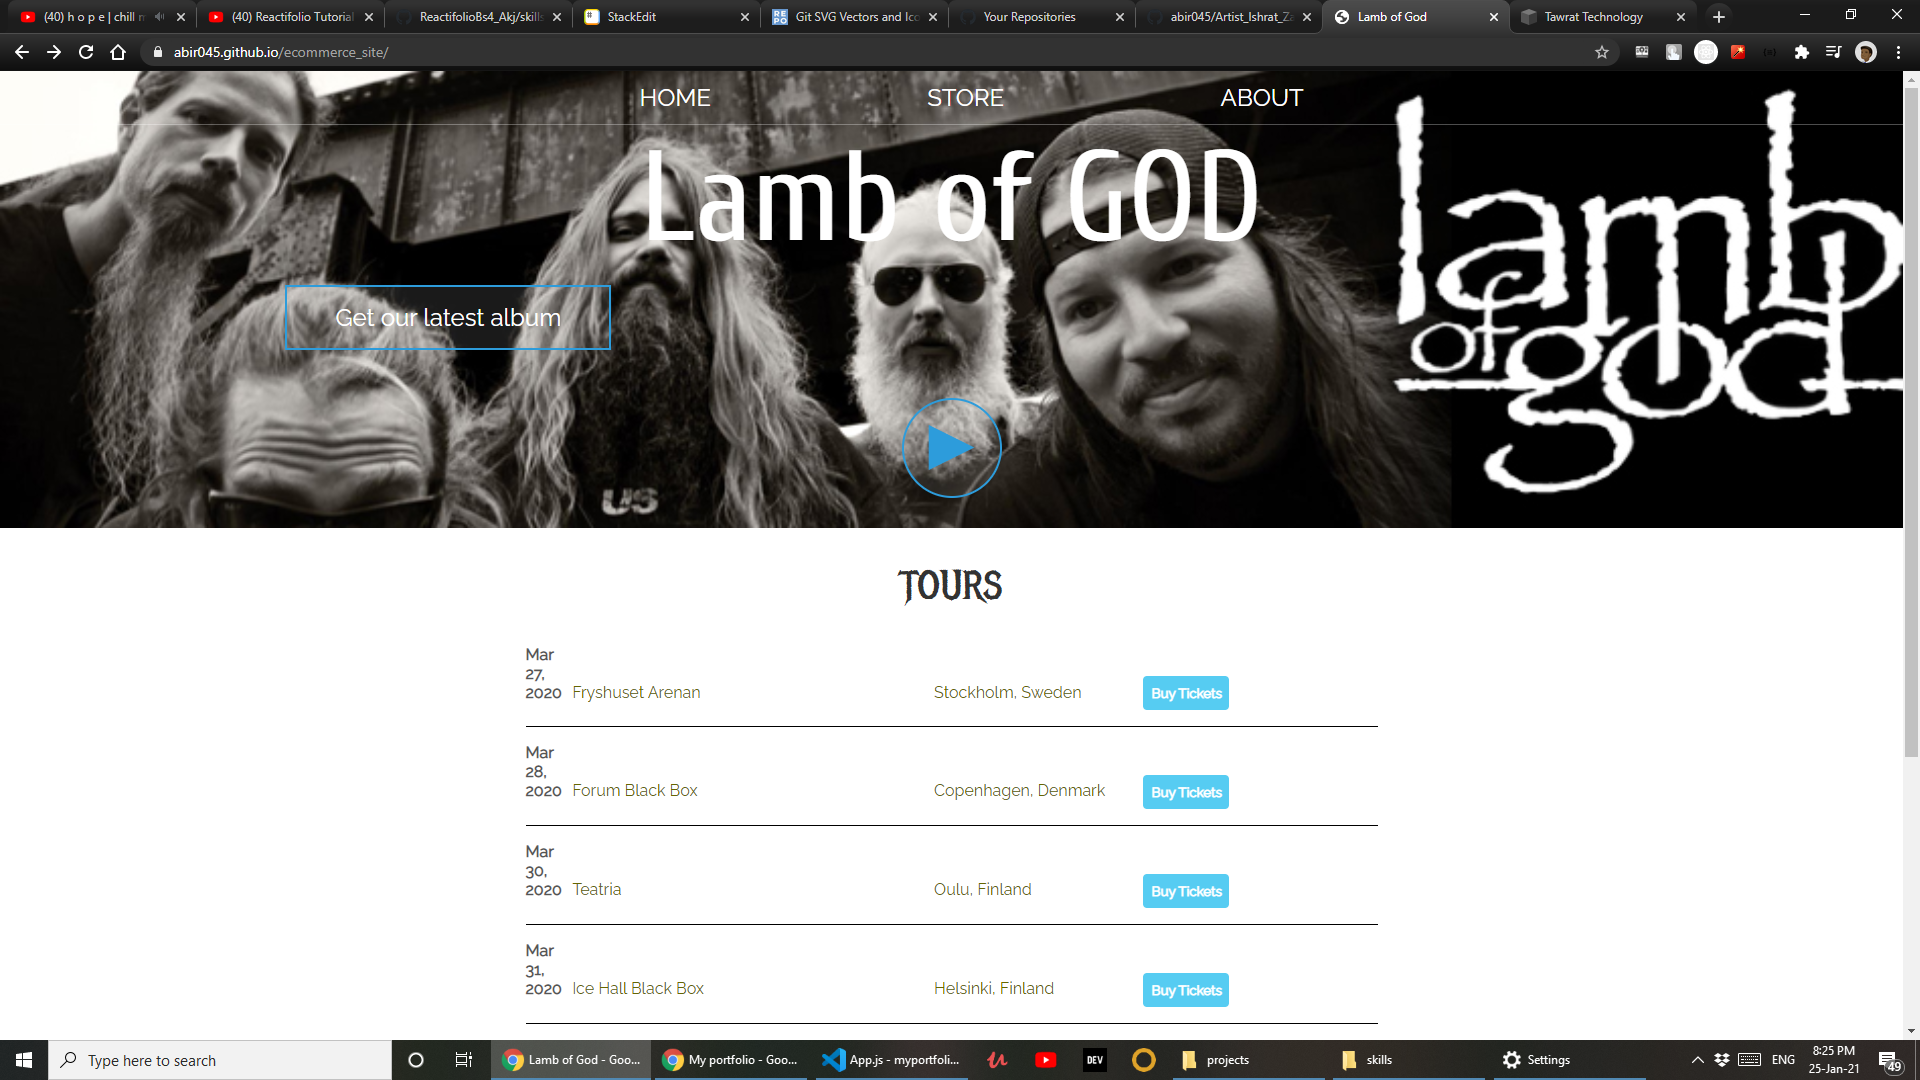 (40) h o p e | chill m
(40) Reactifolio Tutorial
ReactifolioBs4_Akj/skills
StackEdit
Git SVG Vectors and Ico
Your Repositories
abir045/Artist_Ishrat_Za
Lamb of God
Tawrat Technology
abir045.github.io/ecommerce_site/
HOME
STORE
ABOUT
Lamb of GOD
lamb
of god
Get our latest album
US
TOURS
Mar
27,
2020 Fryshuset Arenan Stockholm, Sweden Buy Tickets
Mar
28,
2020 Forum Black Box Copenhagen, Denmark Buy Tickets
Mar
30,
2020 Teatria Oulu, Finland Buy Tickets
Mar
31,
2020 Ice Hall Black Box Helsinki, Finland Buy Tickets
Type here to search
Lamb of God - Goo...
My portfolio - Goo...
App.js - myportfoli...
DEV
projects
skills
Settings
ENG
8:25 PM
25-Jan-21
49